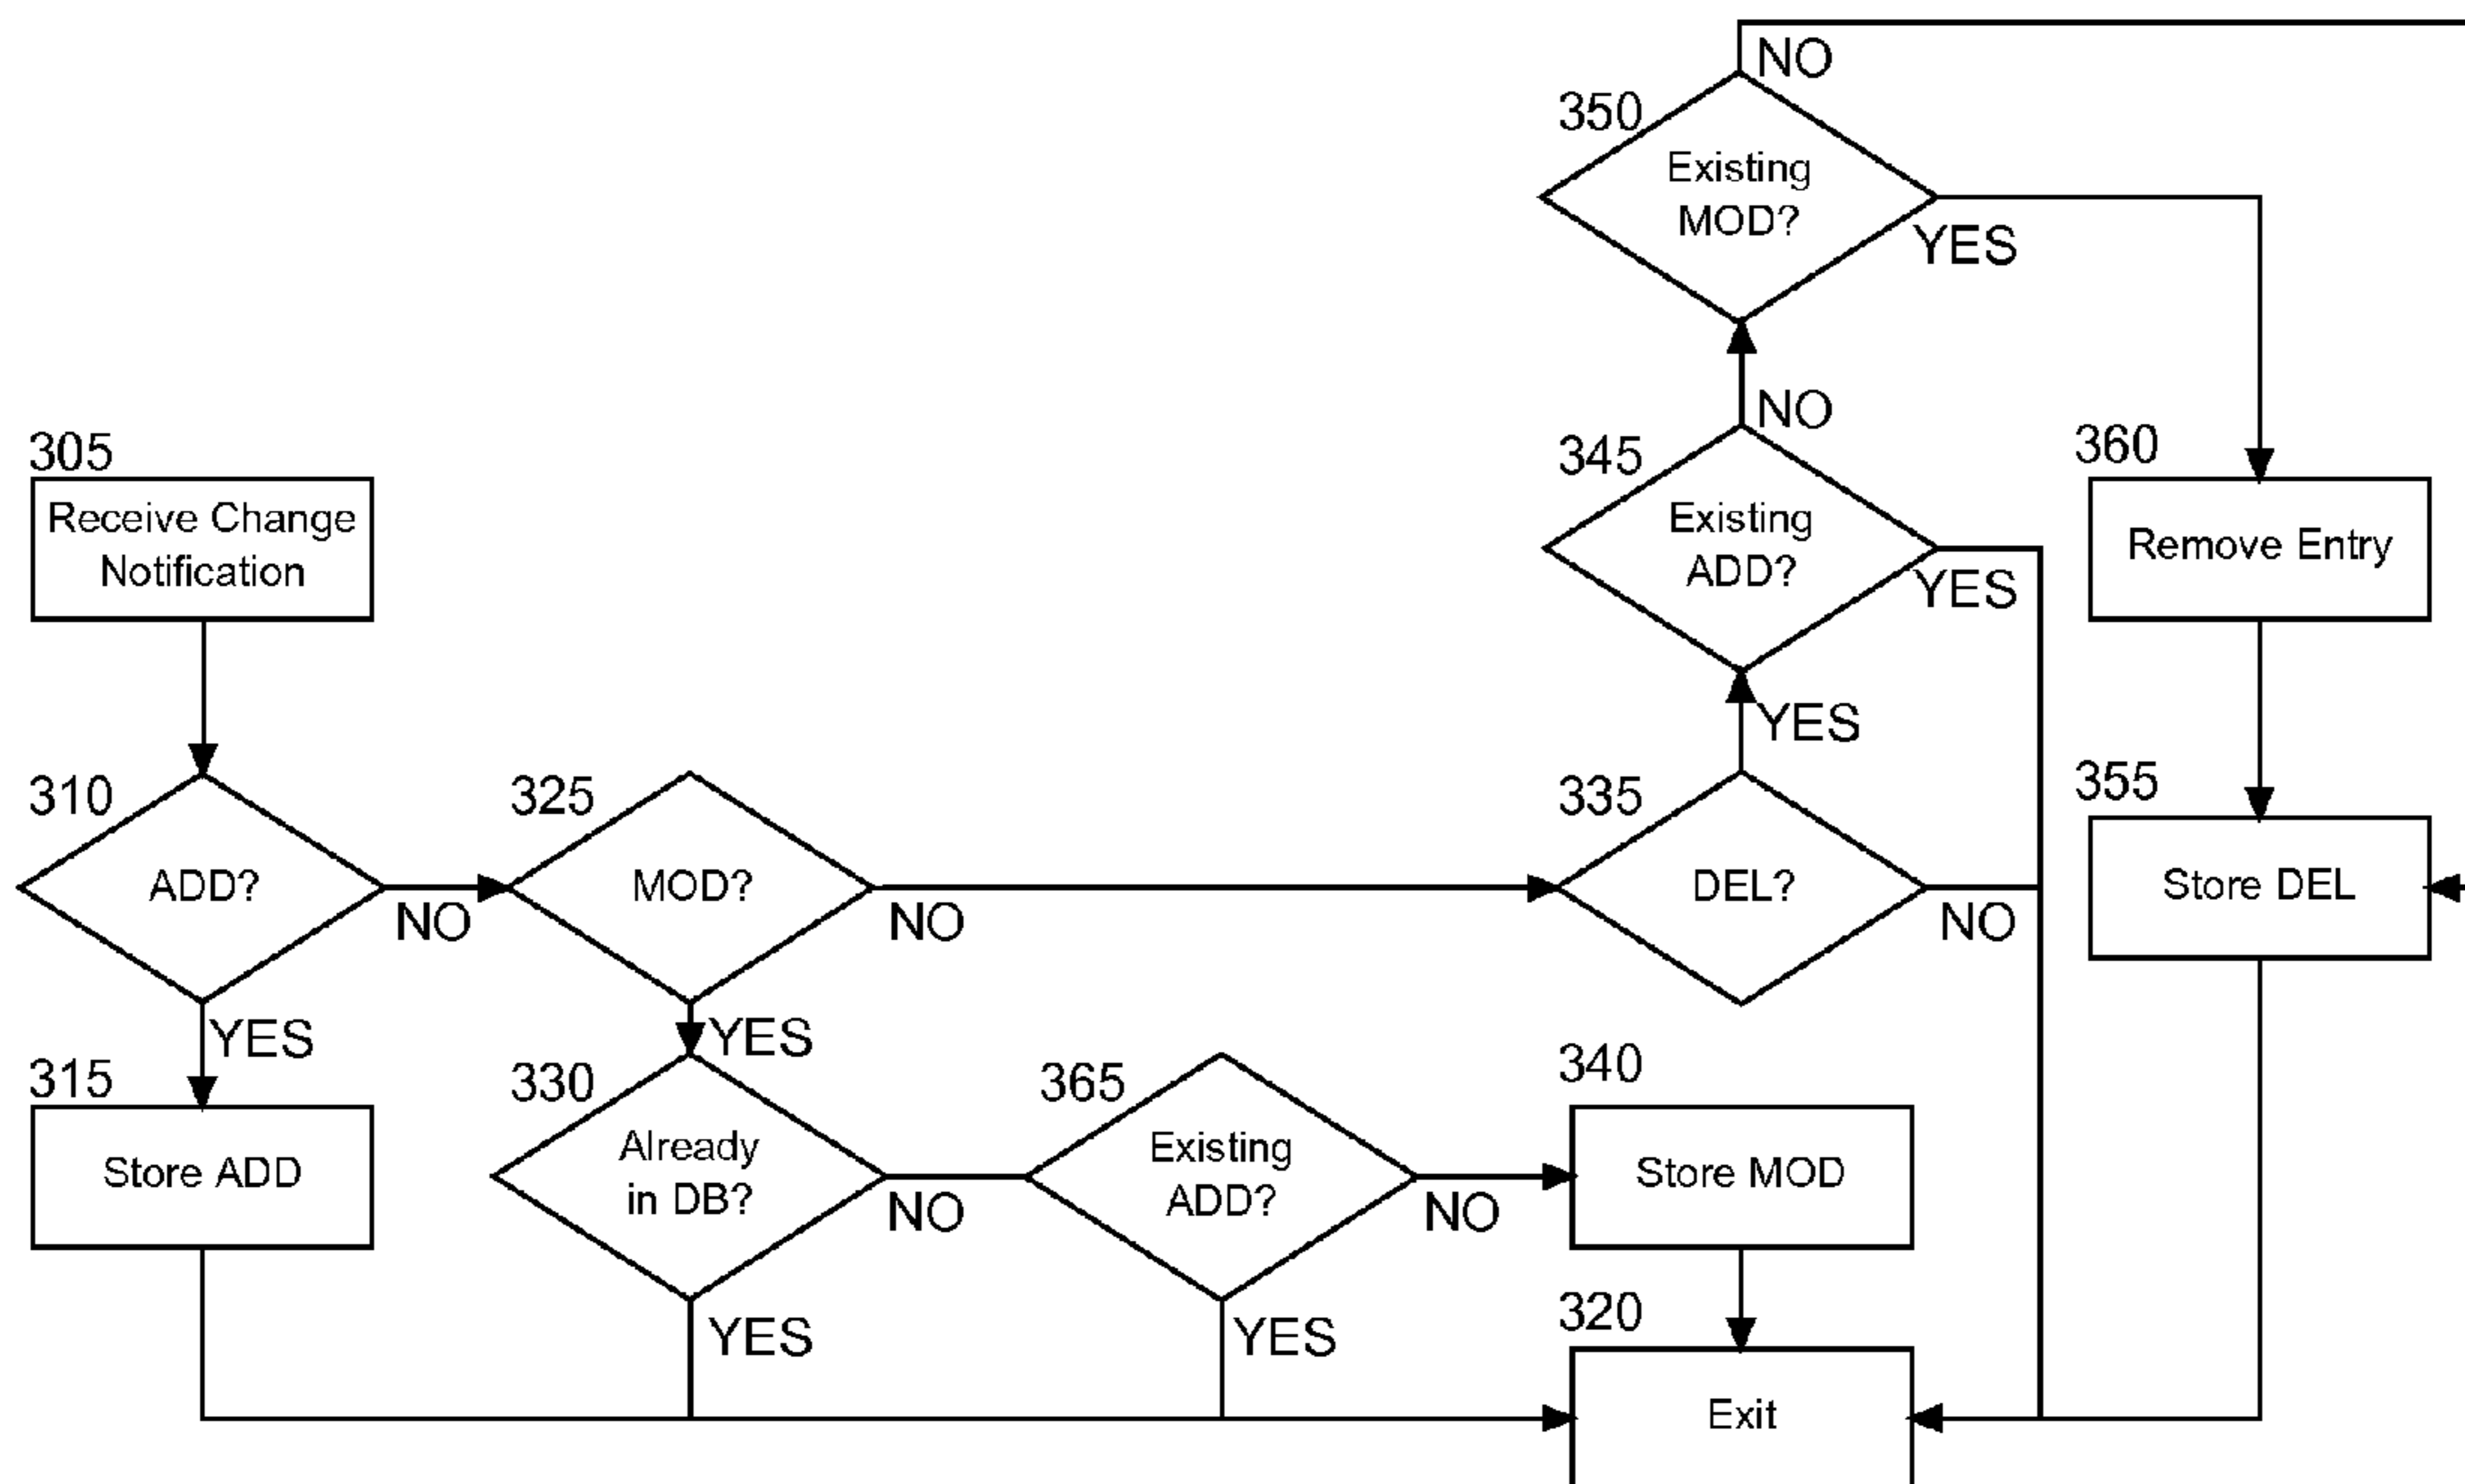 NO
350
Existing
MOD?
YES
NO
305
Receive Change
Notification
345
Existing
ADD?
YES
360
Remove Entry
YES
310
ADD?
NO
325
MOD?
NO
335
DEL?
NO
355
Store DEL
YES
YES
315
Store ADD
330
Already
in DB?
NO
365
Existing
ADD?
NO
340
Store MOD
YES
YES
320
Exit